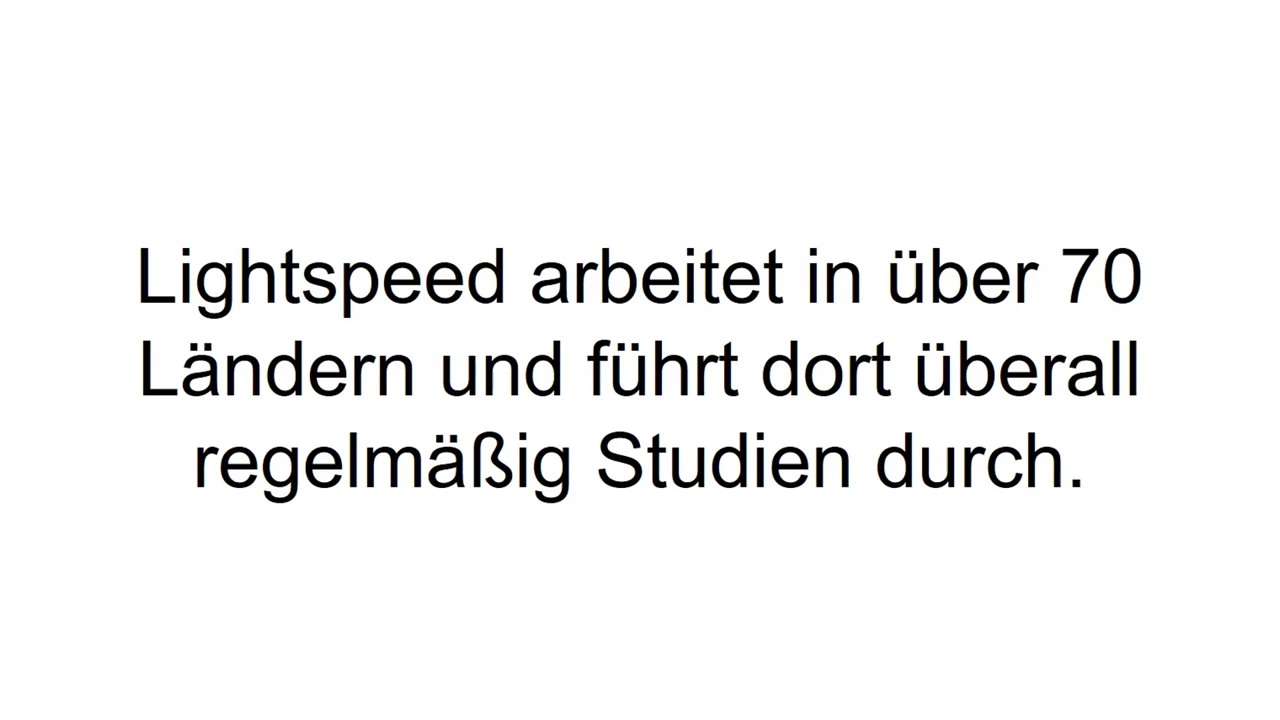 Lightspeed arbeitet in über 70
Ländern und führt dort überall
regelmäßig Studien durch.